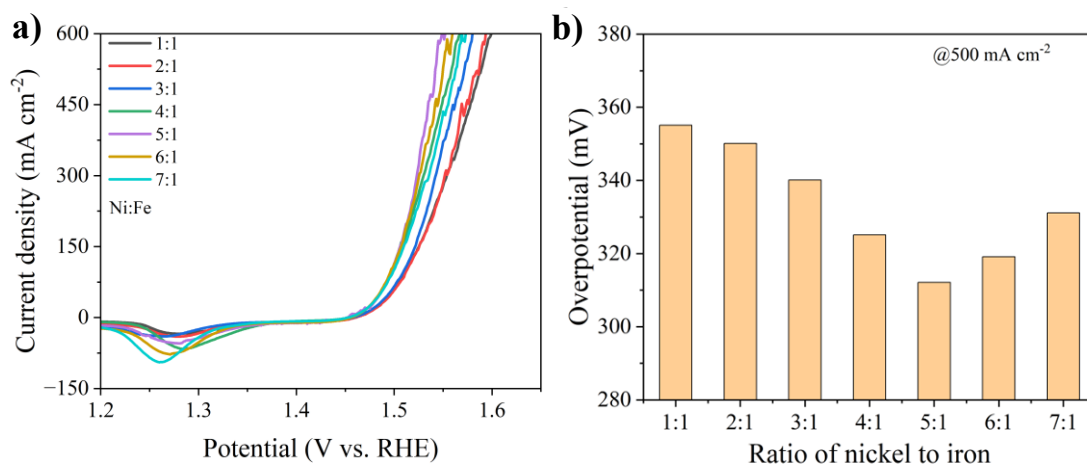 a)
Current density (mA cm⁻²)
600
450
300
150
0
−150
1:1
2:1
3:1
4:1
5:1
6:1
7:1
Ni:Fe
1.2 1.3 1.4 1.5 1.6
Potential (V vs. RHE)
b)
Overpotential (mV)
380
360
340
320
300
280
@500 mA cm⁻²
1:1 2:1 3:1 4:1 5:1 6:1 7:1
Ratio of nickel to iron